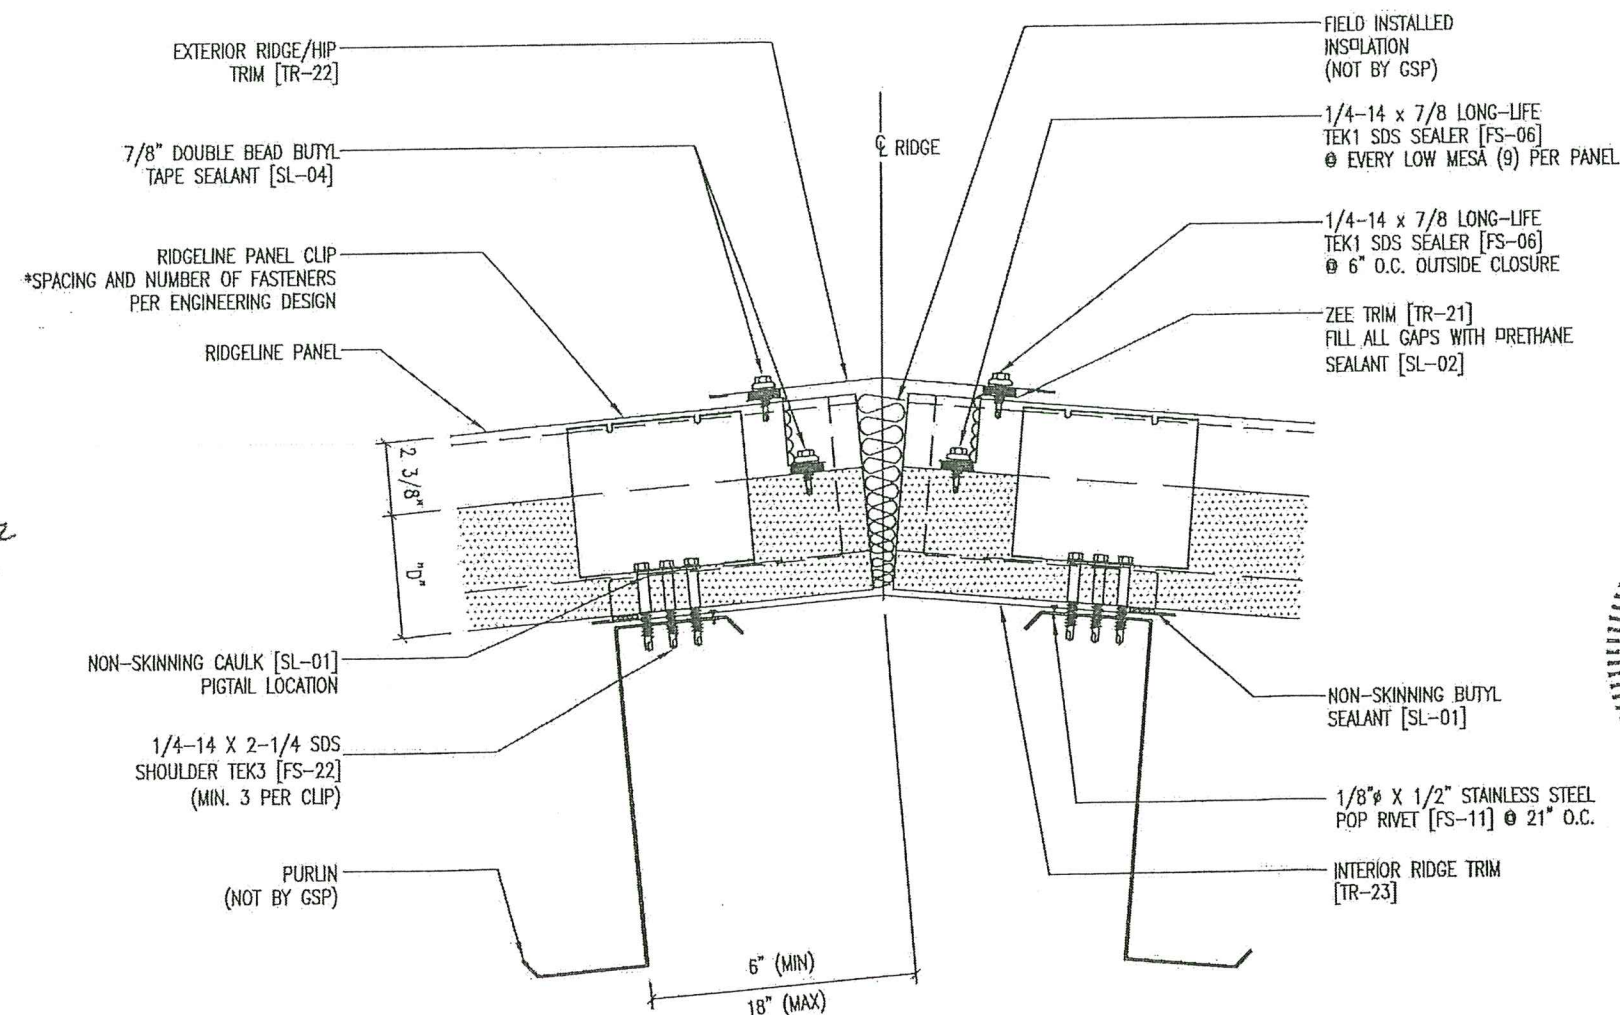 EXTERIOR RIDGE/HIP
TRIM [TR-22]
7/8" DOUBLE BEAD BUTYL
TAPE SEALANT [SL-04]
RIDGELINE PANEL CLIP
*SPACING AND NUMBER OF FASTENERS
PER ENGINEERING DESIGN
RIDGELINE PANEL
2 3/8"
"D"
NON-SKINNING CAULK [SL-01]
PIGTAIL LOCATION
1/4-14 X 2-1/4 SDS
SHOULDER TEK3 [FS-22]
(MIN. 3 PER CLIP)
PURLIN
(NOT BY GSP)
℄ RIDGE
6" (MIN)
18" (MAX)
FIELD INSTALLED
INSULATION
(NOT BY GSP)
1/4-14 x 7/8 LONG-LIFE
TEK1 SDS SEALER [FS-06]
@ EVERY LOW MESA (9) PER PANEL
1/4-14 x 7/8 LONG-LIFE
TEK1 SDS SEALER [FS-06]
@ 6" O.C. OUTSIDE CLOSURE
ZEE TRIM [TR-21]
FILL ALL GAPS WITH URETHANE
SEALANT [SL-02]
NON-SKINNING BUTYL
SEALANT [SL-01]
1/8"ø X 1/2" STAINLESS STEEL
POP RIVET [FS-11] @ 21" O.C.
INTERIOR RIDGE TRIM
[TR-23]